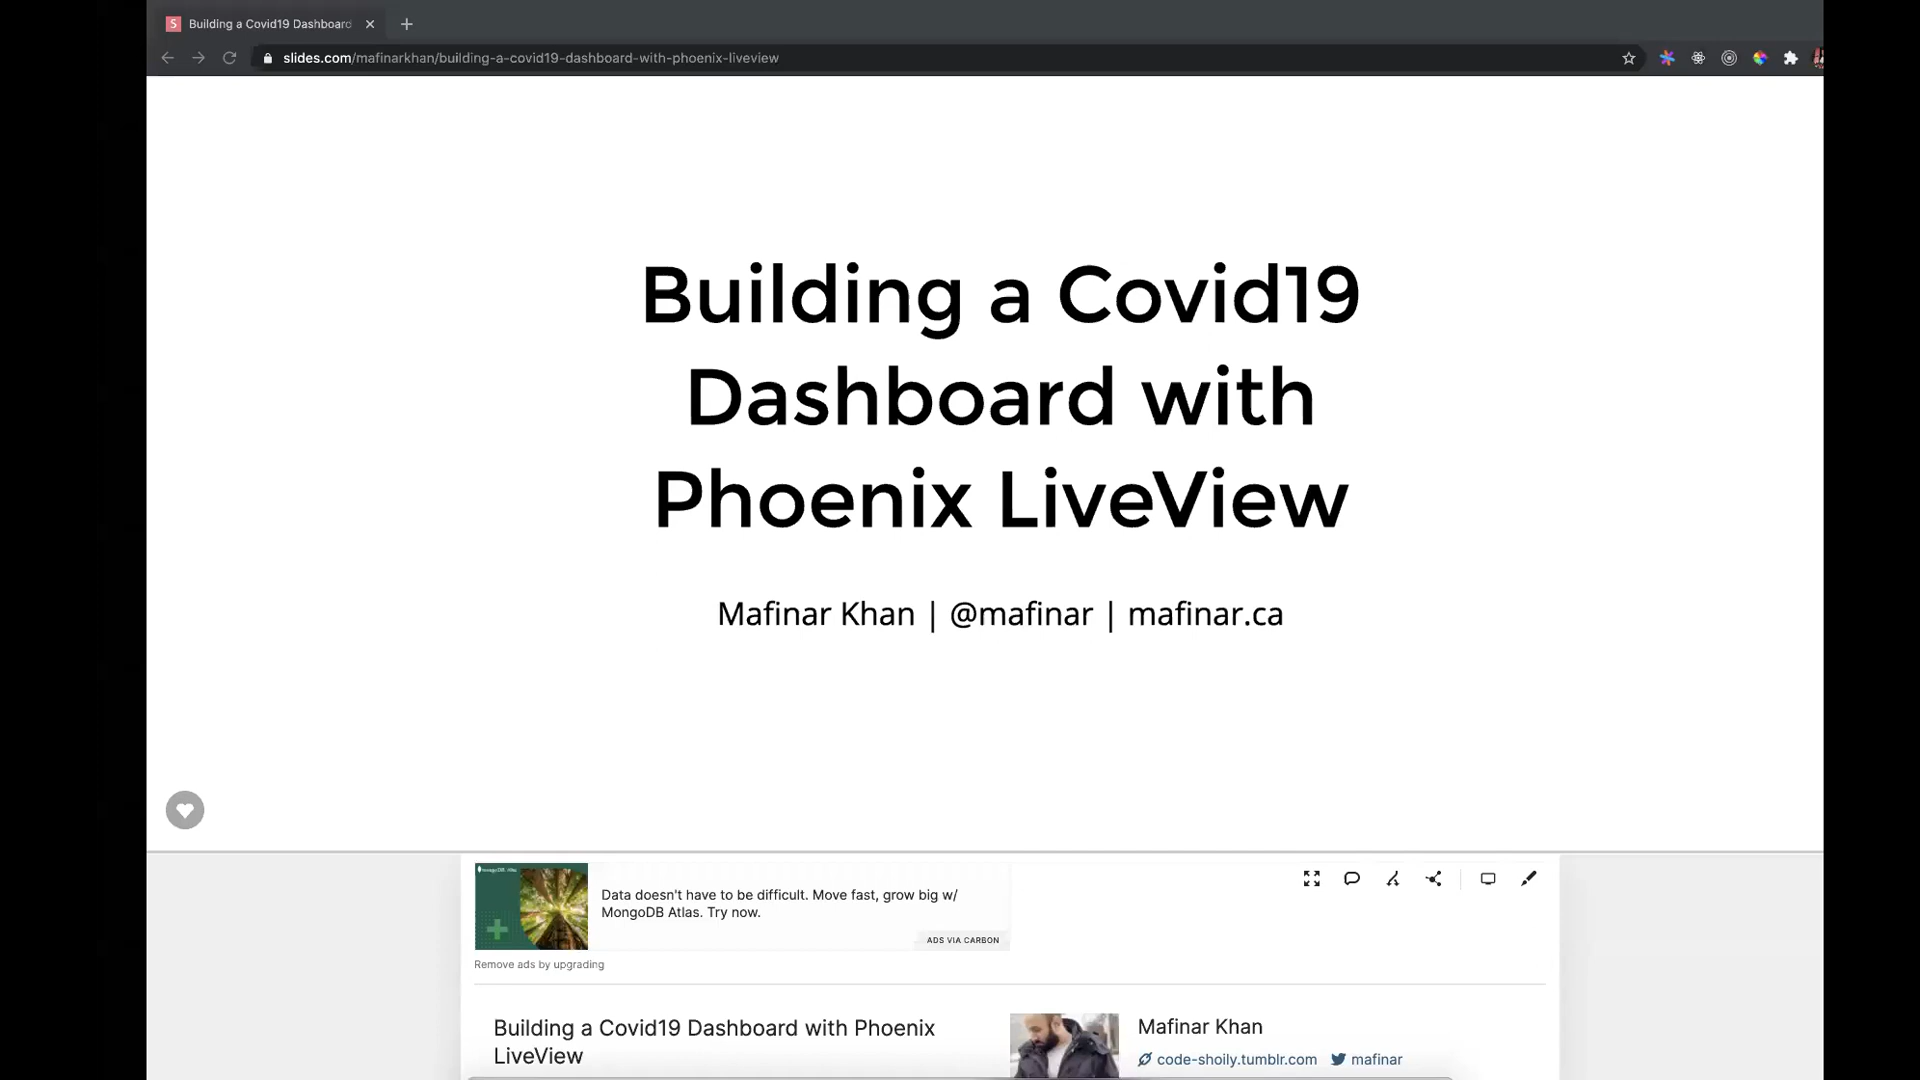 Building a Covid19 Dashboard
slides.com/mafinarkhan/building-a-covid19-dashboard-with-phoenix-liveview
Building a Covid19
Dashboard with
Phoenix LiveView
Mafinar Khan | @mafinar | mafinar.ca
Data doesn't have to be difficult. Move fast, grow big w/
MongoDB Atlas. Try now.
ADS VIA CARBON
Remove ads by upgrading
Building a Covid19 Dashboard with Phoenix
LiveView
Mafinar Khan
code-shoily.tumblr.com mafinar